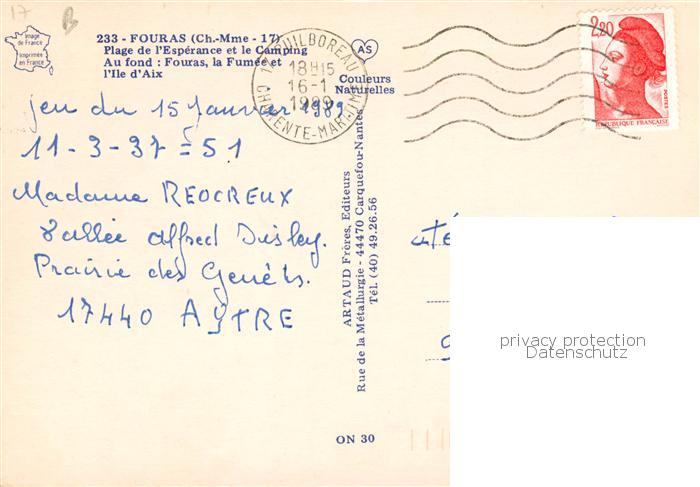 17
Image
de France
Imprimée
en France
233 - FOURAS (Ch.-Mme - 17)
Plage de l'Espérance et le Camping
Au fond : Fouras, la Fumée et
l'Ile d'Aix
AS
Couleurs
Naturelles
PUILBOREAU
18H15
16-1
1989
CHARENTE-MARITIME
2,20
POSTES
REPUBLIQUE FRANÇAISE
jeu du 15 Janvier 1989
11-3-37=51
Madame REOCREUX
allée alfred Sisley.
Prairie des Genêts.
17440 AYTRE
ARTAUD Frères, Editeurs
Rue de la Métallurgie - 44470 Carquefou-Nantes
Tél. (40) 49.26.56
ON 30
privacy protection
Datenschutz